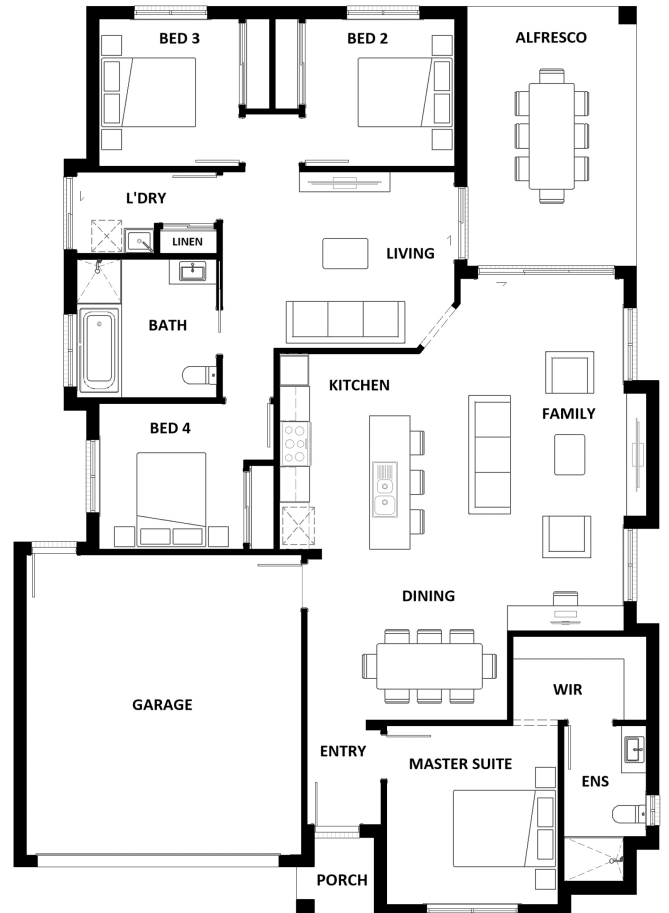 BED 3
BED 2
ALFRESCO
L'DRY
LINEN
LIVING
BATH
KITCHEN
FAMILY
BED 4
DINING
WIR
GARAGE
ENTRY
MASTER SUITE
ENS
PORCH